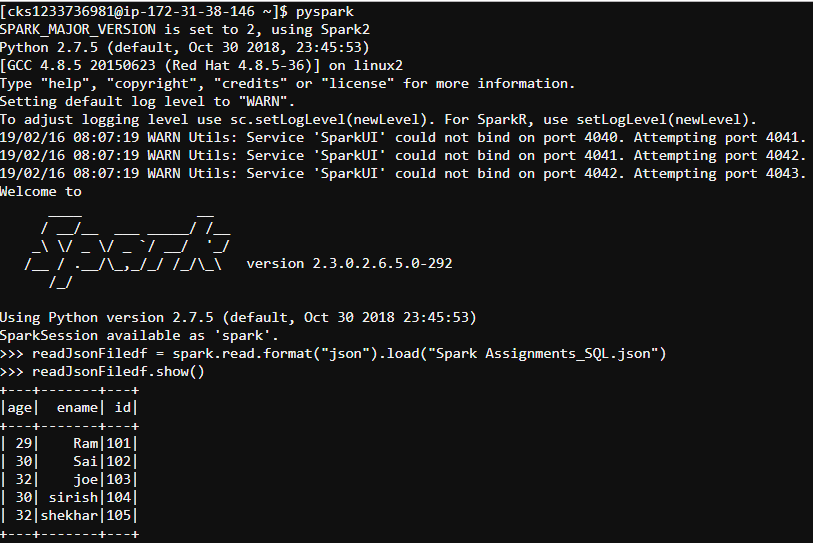 [cks1233736981@ip-172-31-38-146 ~]$ pyspark
SPARK_MAJOR_VERSION is set to 2, using Spark2
Python 2.7.5 (default, Oct 30 2018, 23:45:53)
[GCC 4.8.5 20150623 (Red Hat 4.8.5-36)] on linux2
Type "help", "copyright", "credits" or "license" for more information.
Setting default log level to "WARN".
To adjust logging level use sc.setLogLevel(newLevel). For SparkR, use setLogLevel(newLevel).
19/02/16 08:07:19 WARN Utils: Service 'SparkUI' could not bind on port 4040. Attempting port 4041.
19/02/16 08:07:19 WARN Utils: Service 'SparkUI' could not bind on port 4041. Attempting port 4042.
19/02/16 08:07:19 WARN Utils: Service 'SparkUI' could not bind on port 4042. Attempting port 4043.
Welcome to
      ____              __
     / __/__  ___ _____/ /__
    _\ \/ _ \/ _ `/ __/  '_/
   /__ / .__/\_,_/_/ /_/\_\   version 2.3.0.2.6.5.0-292
      /_/
Using Python version 2.7.5 (default, Oct 30 2018 23:45:53)
SparkSession available as 'spark'.
>>> readJsonFiledf = spark.read.format("json").load("Spark Assignments_SQL.json")
>>> readJsonFiledf.show()
+---+-------+---+
|age|  ename| id|
+---+-------+---+
| 29|    Ram|101|
| 30|    Sai|102|
| 32|    joe|103|
| 30| sirish|104|
| 32|shekhar|105|
+---+-------+---+